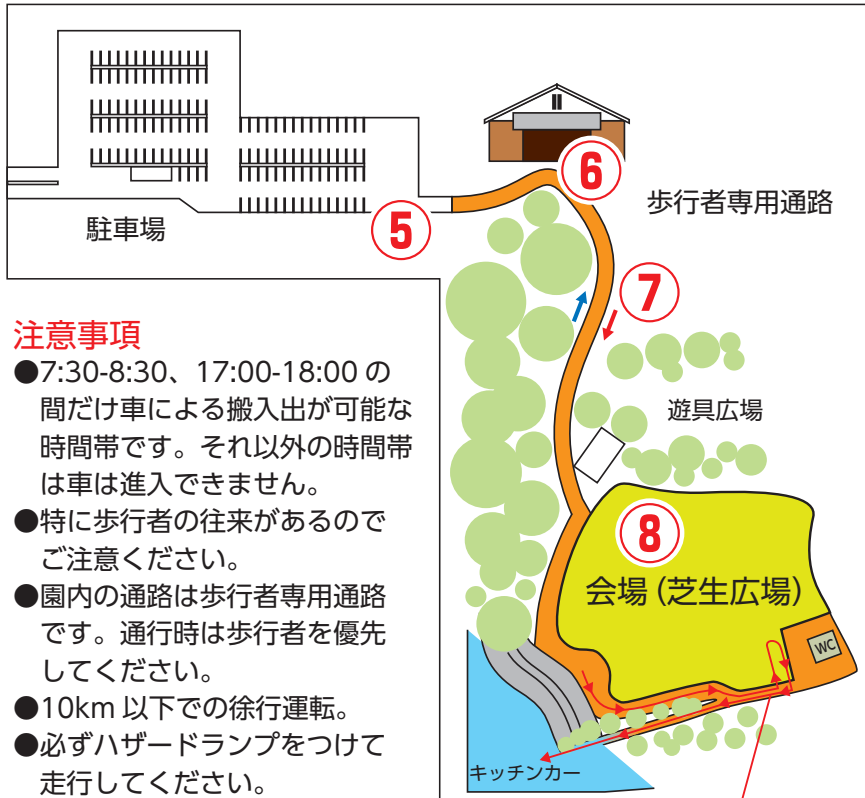 ⑥
歩行者専用通路
⑤
駐車場
⑦
注意事項
●7:30-8:30、17:00-18:00 の
間だけ車による搬入出が可能な
時間帯です。それ以外の時間帯
は車は進入できません。
●特に歩行者の往来があるので
ご注意ください。
●園内の通路は歩行者専用通路
です。通行時は歩行者を優先
してください。
●10km 以下での徐行運転。
●必ずハザードランプをつけて
走行してください。
遊具広場
⑧
会場 (芝生広場)
WC
キッチンカー